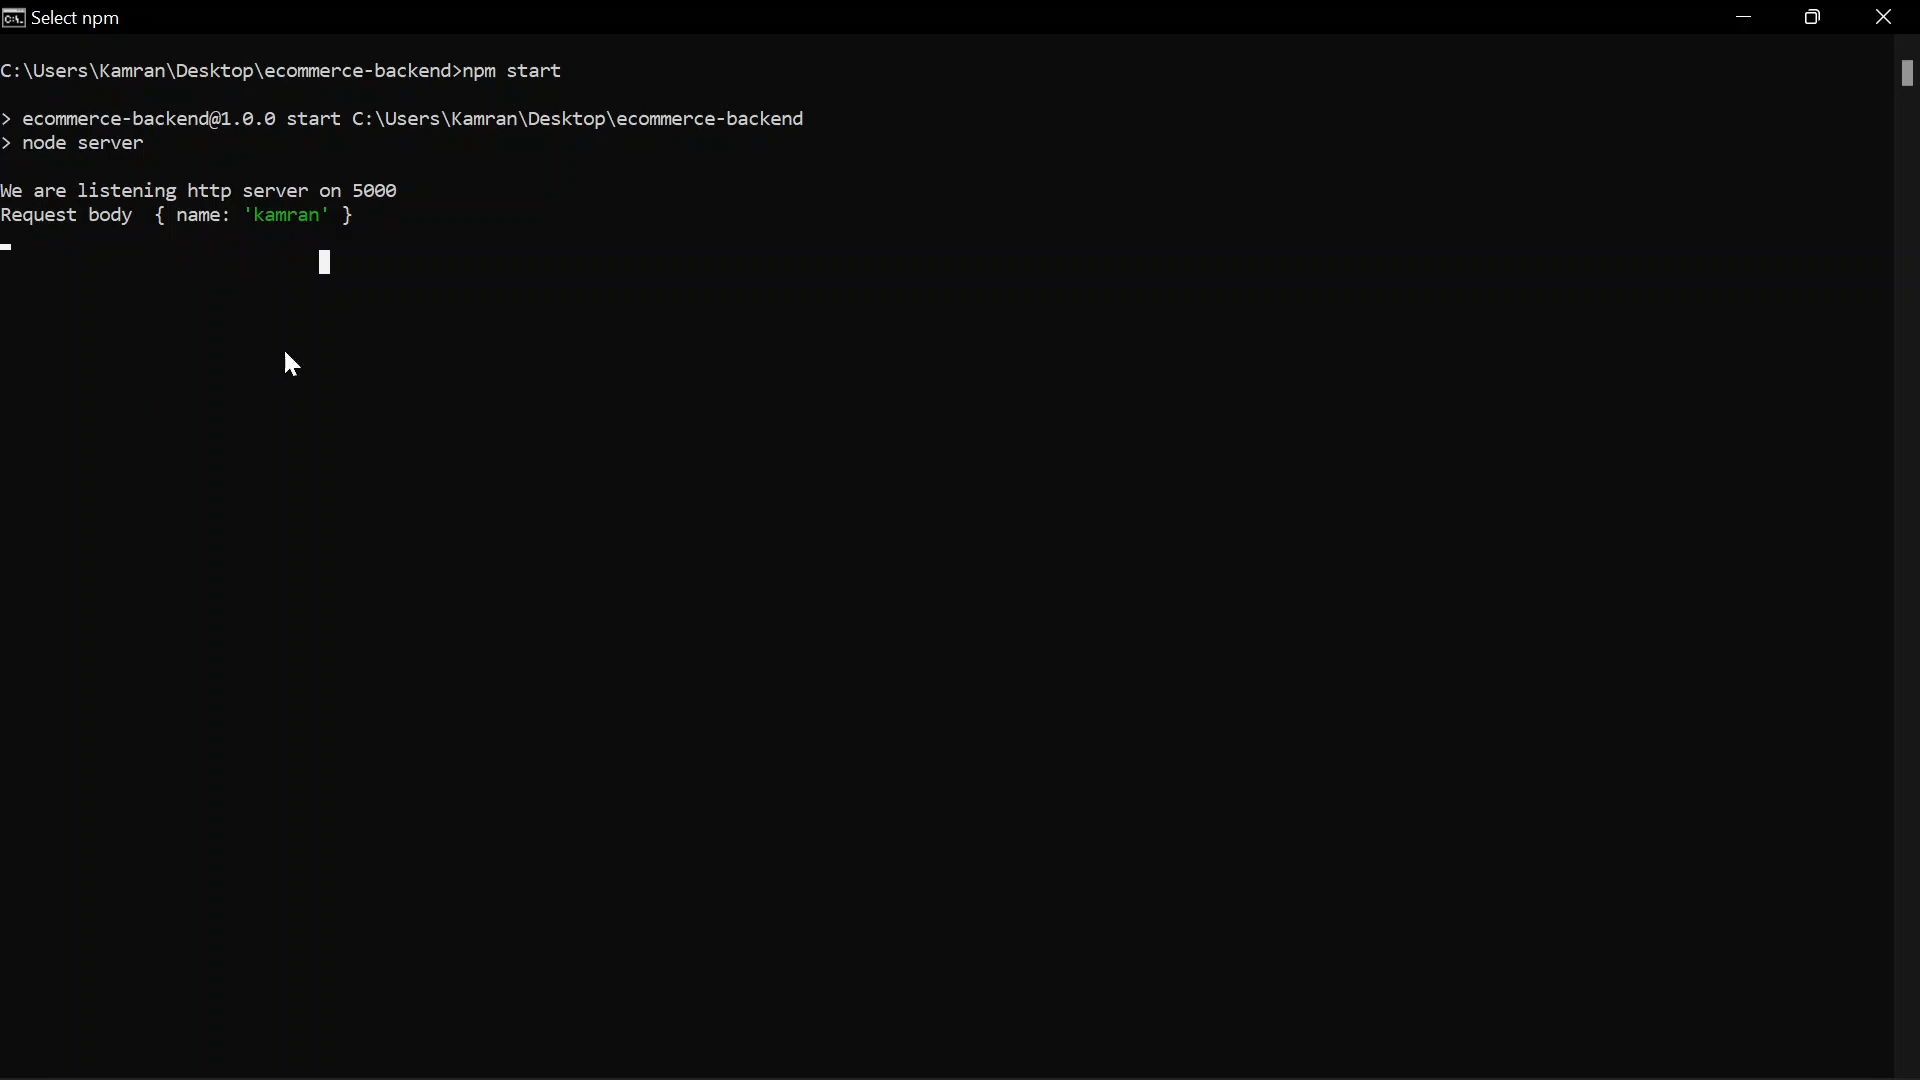 Select npm
C:\Users\Kamran\Desktop\ecommerce-backend>npm start
> ecommerce-backend@1.0.0 start C:\Users\Kamran\Desktop\ecommerce-backend
> node server
We are listening http server on 5000
Request body  { name: 'kamran' }